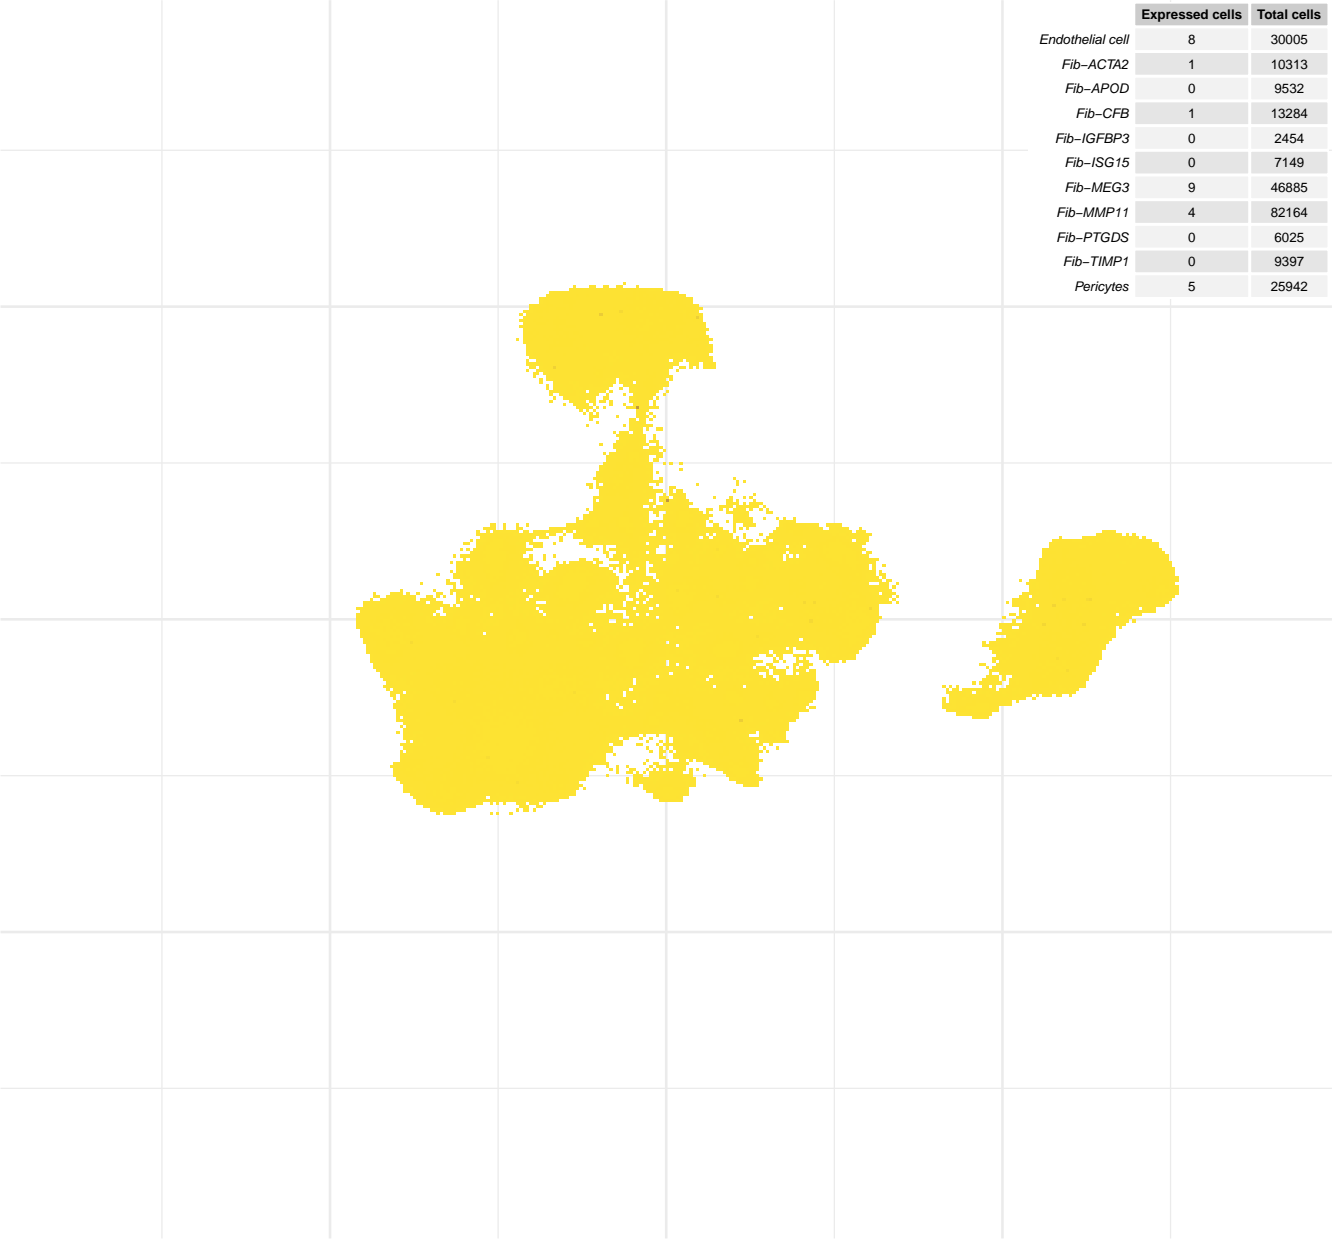 Expressed cells Total cells
Endothelial cell 8 30005
Fib−ACTA2 1 10313
Fib−APOD 0 9532
Fib−CFB 1 13284
Fib−IGFBP3 0 2454
Fib−ISG15 0 7149
Fib−MEG3 9 46885
Fib−MMP11 4 82164
Fib−PTGDS 0 6025
Fib−TIMP1 0 9397
Pericytes 5 25942